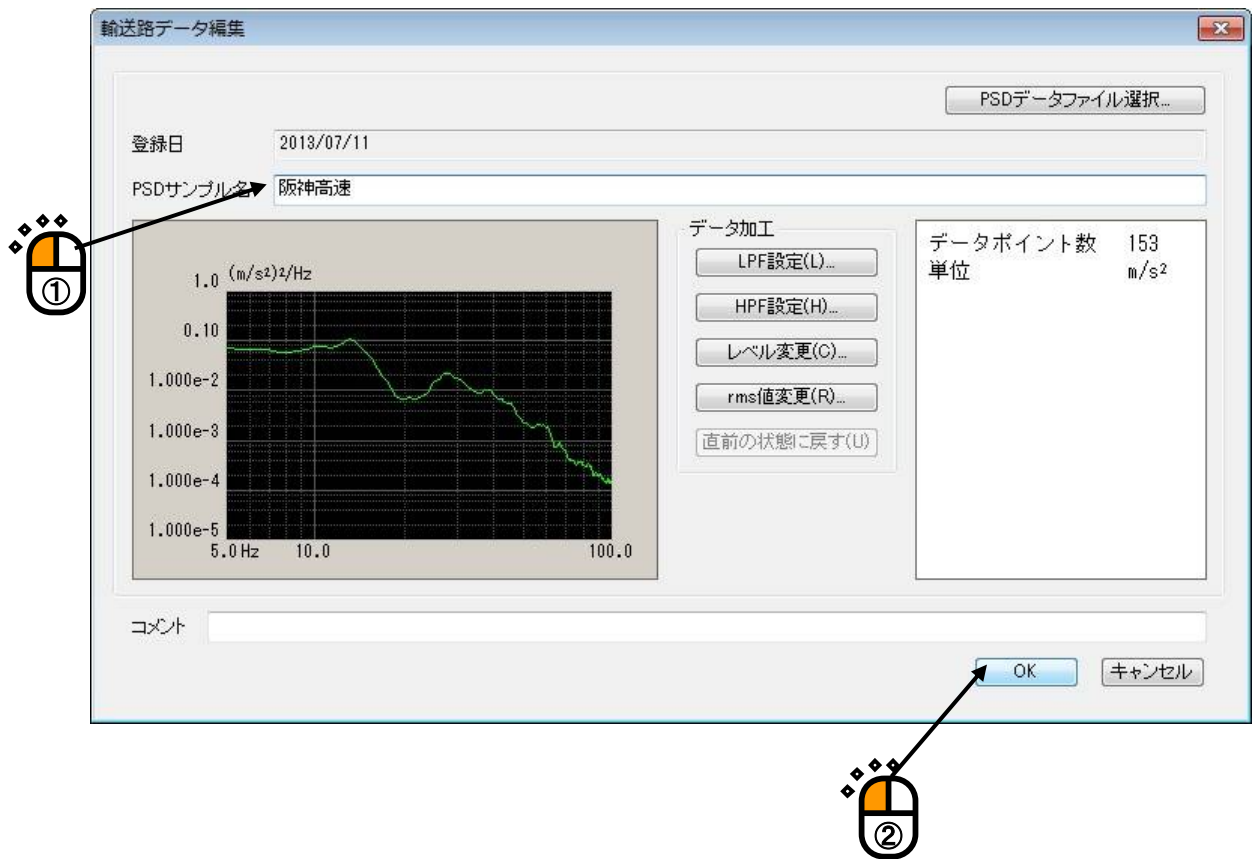 輸送路データ編集
PSDデータファイル選択...
登録日 2013/07/11
PSDサンプル名 阪神高速
①
データ加工
LPF設定(L)...
HPF設定(H)...
レベル変更(C)...
rms値変更(R)...
直前の状態に戻す(U)
データポイント数 153
単位 m/s²
1.0 (m/s²)²/Hz
0.10
1.000e-2
1.000e-3
1.000e-4
1.000e-5
5.0 Hz 10.0 100.0
コメント
OK キャンセル
②